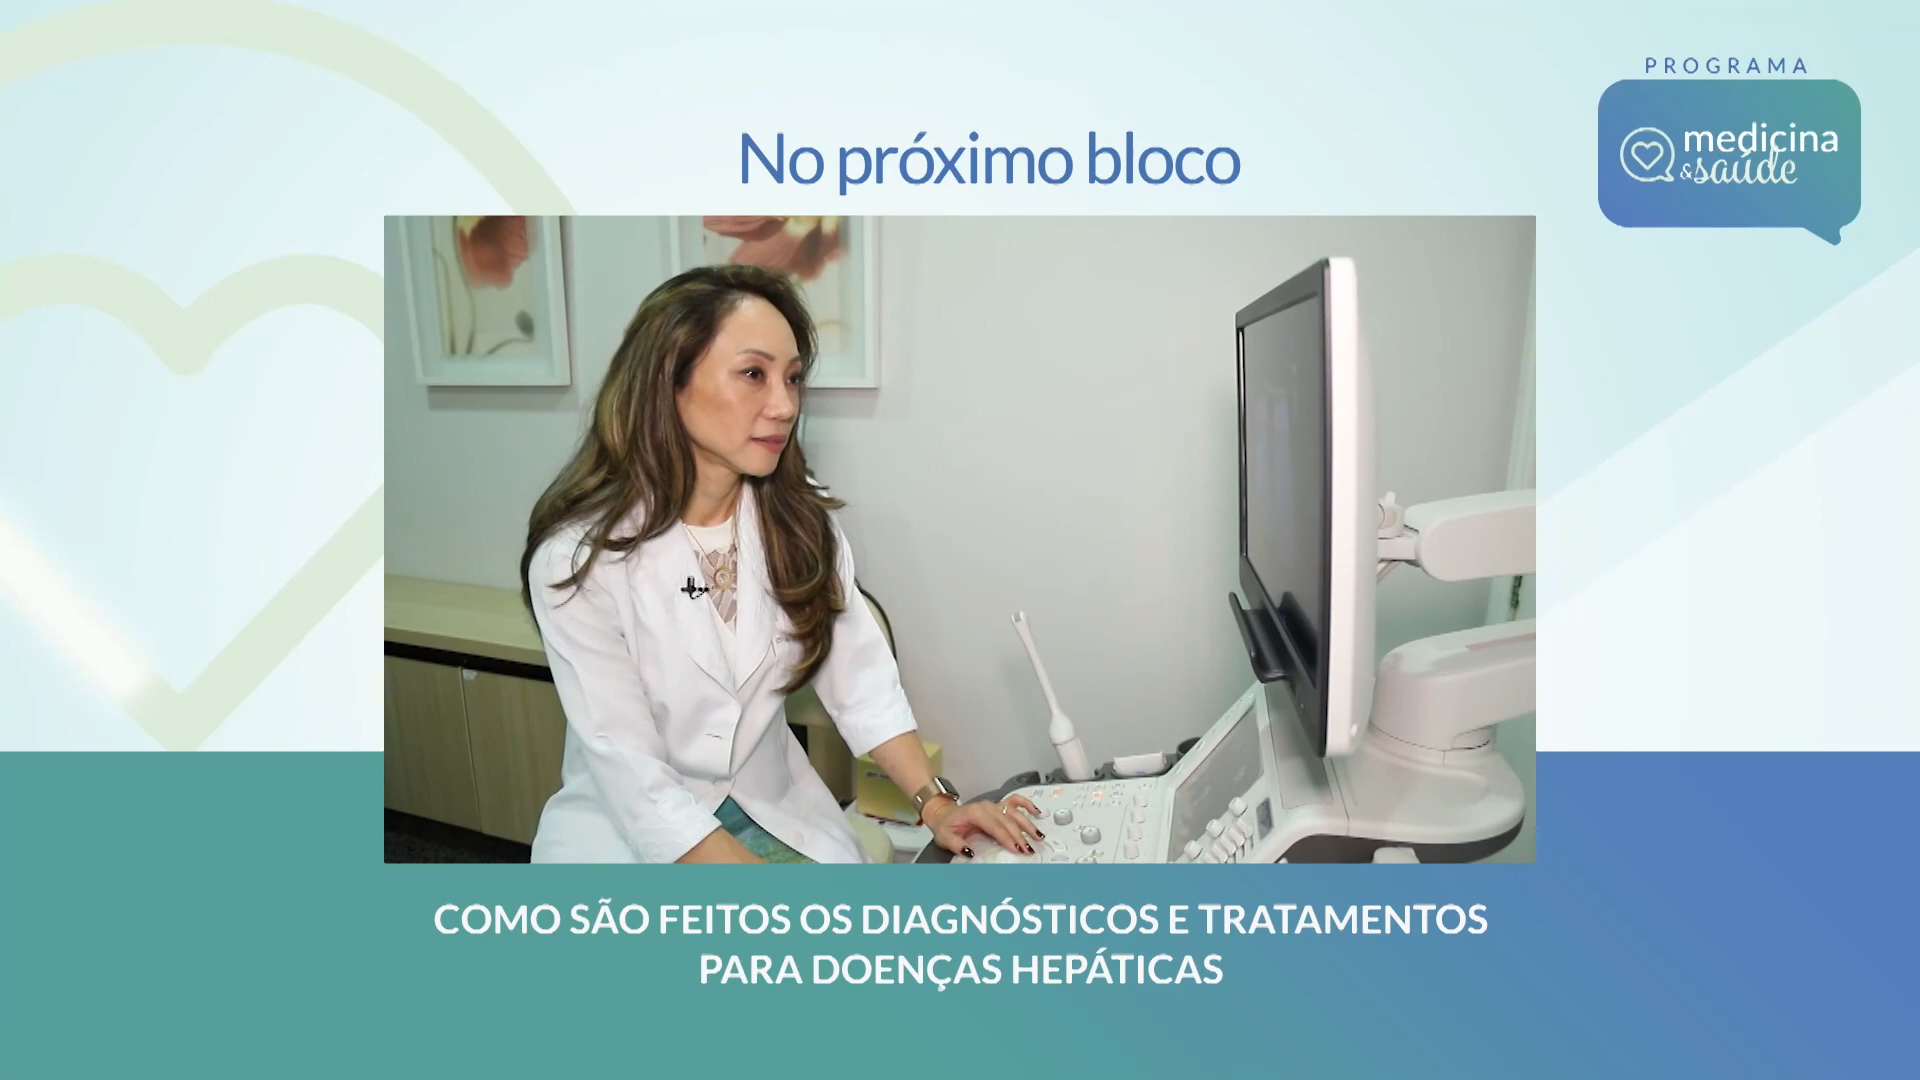 PROGRAMA
medicina
&saúde
No próximo bloco
COMO SÃO FEITOS OS DIAGNÓSTICOS E TRATAMENTOS
PARA DOENÇAS HEPÁTICAS